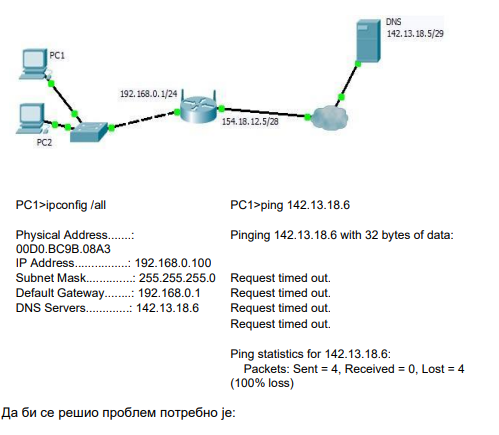 DNS
142.13.18.5/29
PC1
192.168.0.1/24
154.18.12.5/28
PC2
PC1>ipconfig /all
Physical Address.......:
00D0.BC9B.08A3
IP Address................: 192.168.0.100
Subnet Mask.............: 255.255.255.0
Default Gateway........: 192.168.0.1
DNS Servers.............: 142.13.18.6
PC1>ping 142.13.18.6
Pinging 142.13.18.6 with 32 bytes of data:
Request timed out.
Request timed out.
Request timed out.
Request timed out.
Ping statistics for 142.13.18.6:
Packets: Sent = 4, Received = 0, Lost = 4
(100% loss)
Да би се решио проблем потребно је: